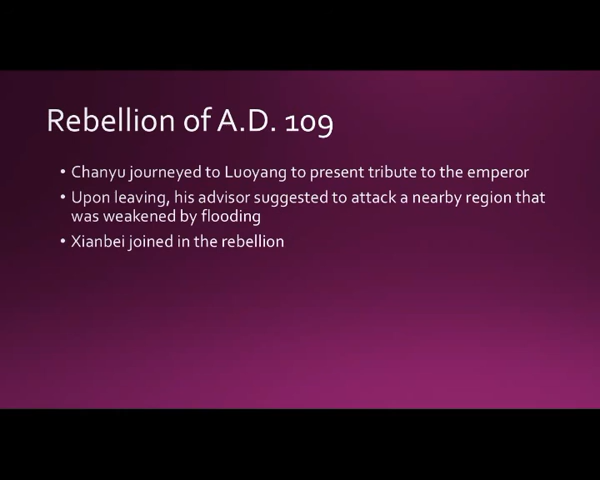 Rebellion of A.D. 109
• Chanyu journeyed to Luoyang to present tribute to the emperor
• Upon leaving, his advisor suggested to attack a nearby region that
was weakened by flooding
• Xianbei joined in the rebellion